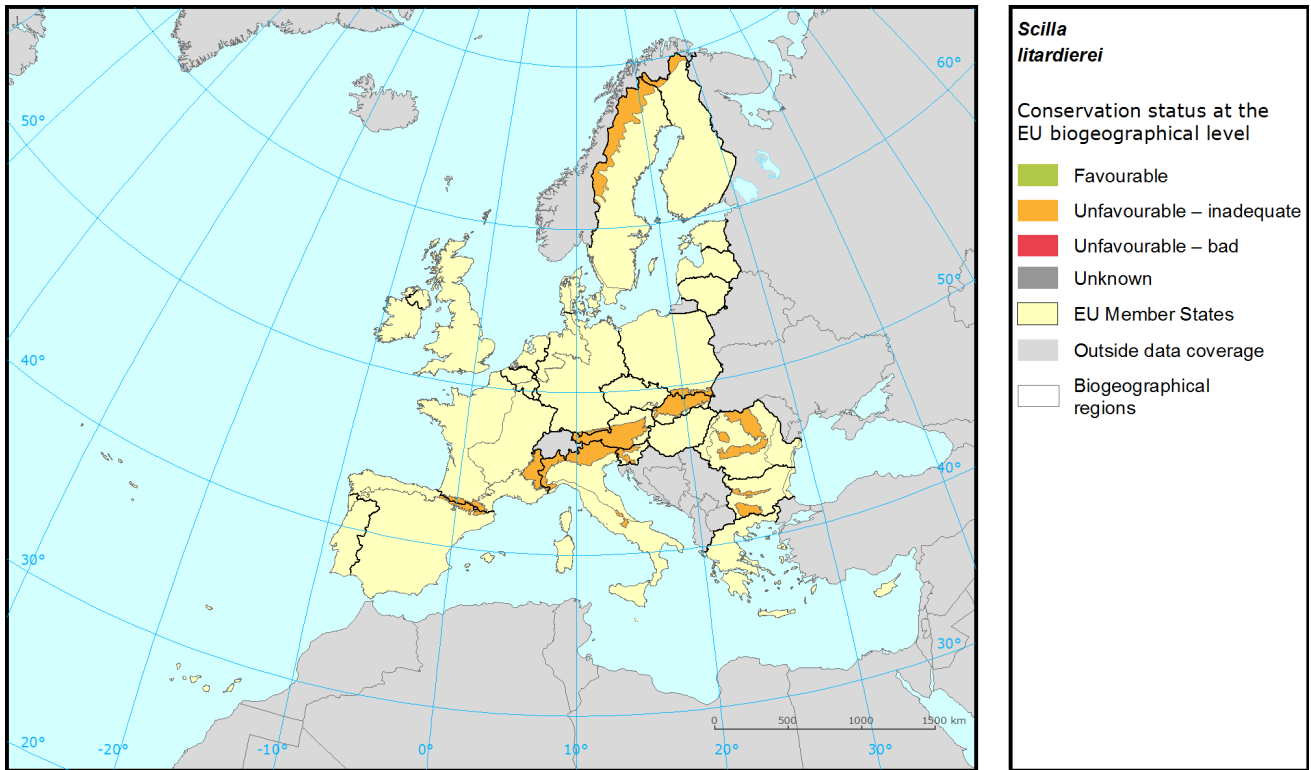 Scilla
litardierei
Conservation status at the
EU biogeographical level
Favourable
Unfavourable – inadequate
Unfavourable – bad
Unknown
EU Member States
Outside data coverage
Biogeographical
regions
60°
50°
50°
40°
40°
30°
30°
20°
-20°
-10°
0°
10°
20°
30°
0 500 1000 1500 km